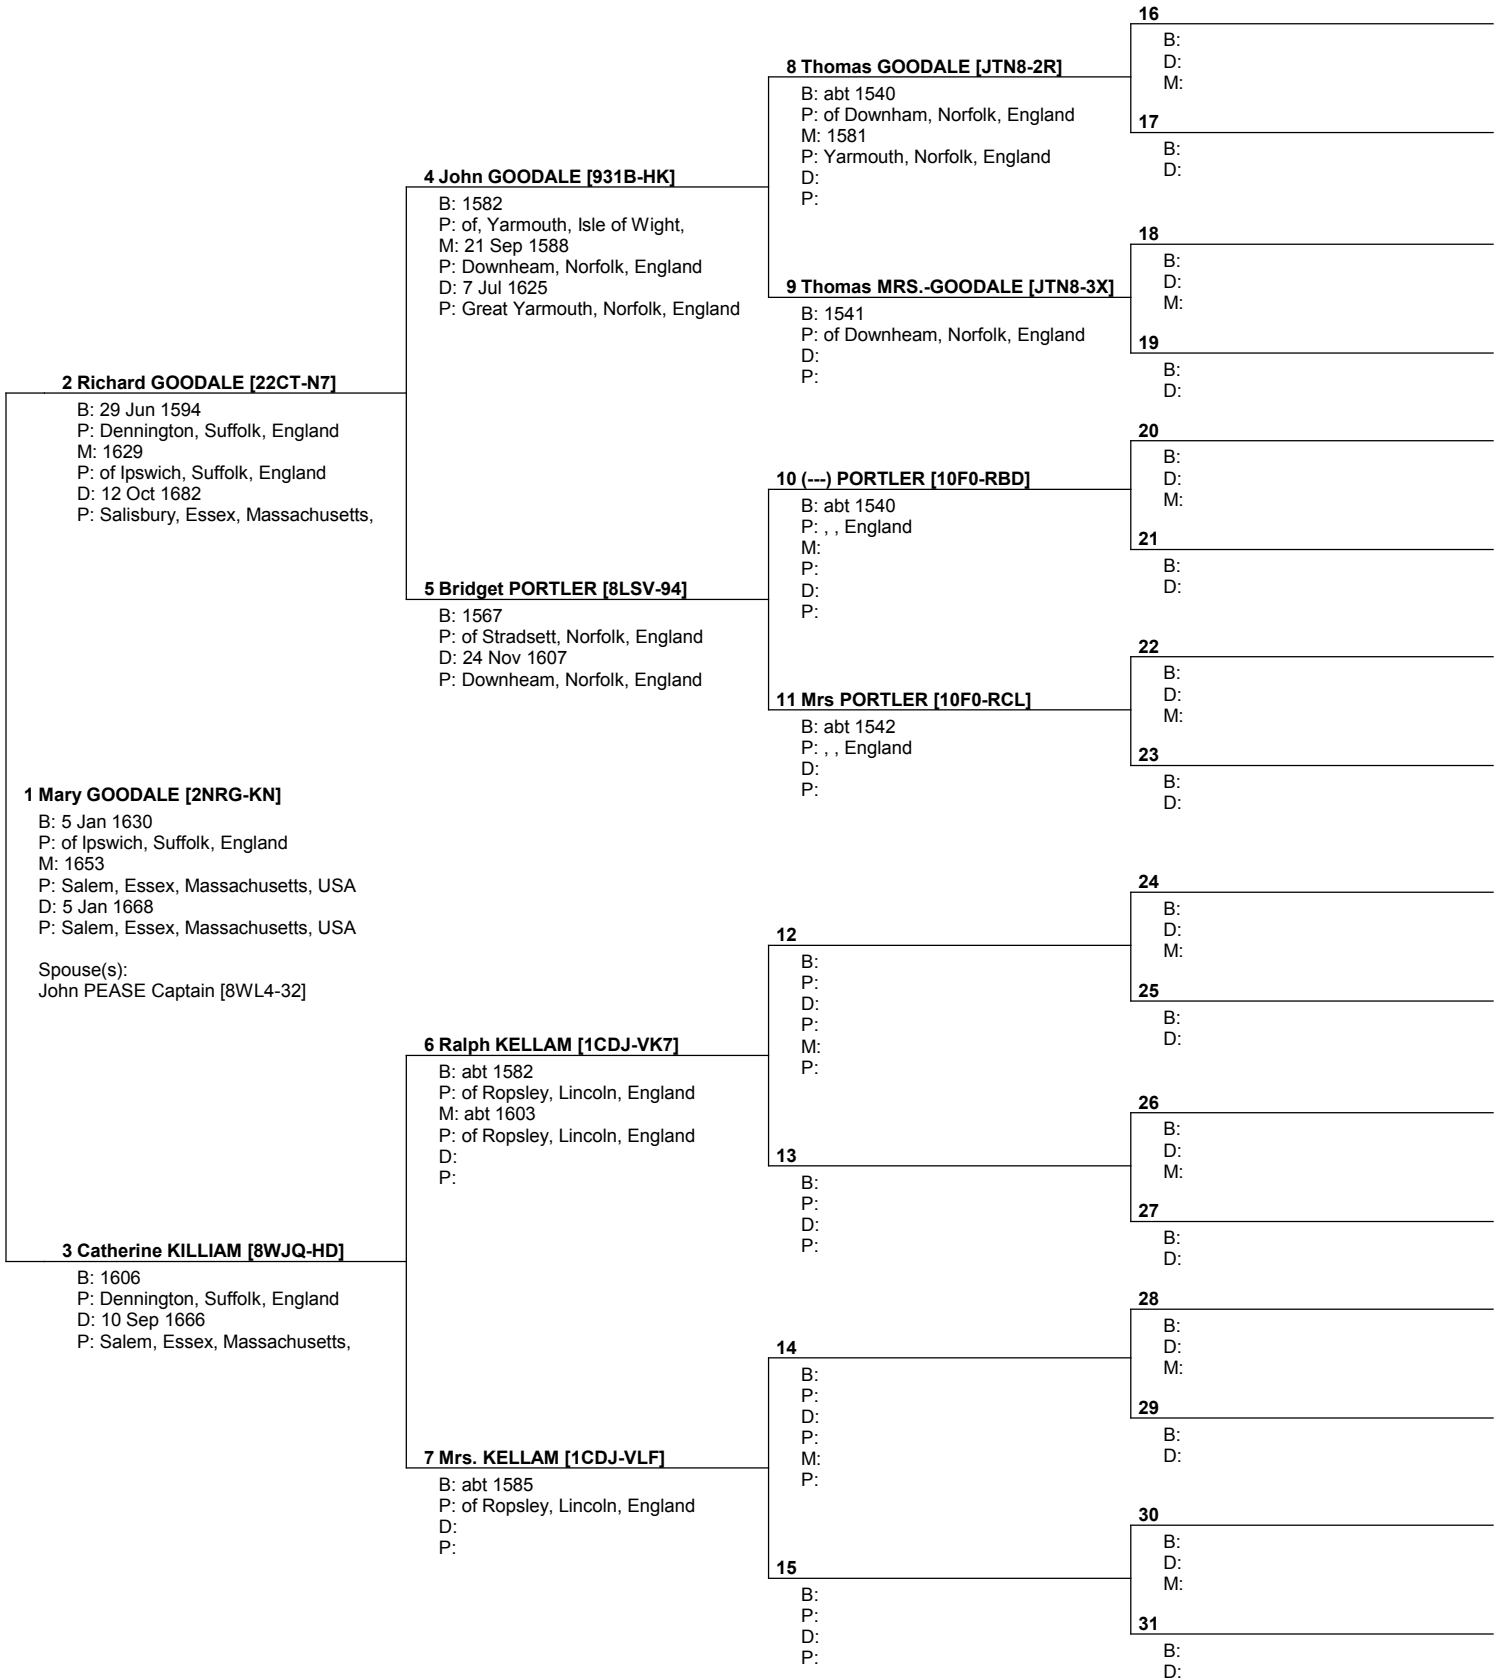 16
B:
D:
M:
8 Thomas GOODALE [JTN8-2R]
B: abt 1540
P: of Downham, Norfolk, England
M: 1581
P: Yarmouth, Norfolk, England
D:
P:
17
B:
D:
4 John GOODALE [931B-HK]
B: 1582
P: of, Yarmouth, Isle of Wight,
M: 21 Sep 1588
P: Downheam, Norfolk, England
D: 7 Jul 1625
P: Great Yarmouth, Norfolk, England
18
B:
D:
M:
9 Thomas MRS.-GOODALE [JTN8-3X]
B: 1541
P: of Downheam, Norfolk, England
D:
P:
19
B:
D:
2 Richard GOODALE [22CT-N7]
B: 29 Jun 1594
P: Dennington, Suffolk, England
M: 1629
P: of Ipswich, Suffolk, England
D: 12 Oct 1682
P: Salisbury, Essex, Massachusetts,
20
B:
D:
M:
10 (---) PORTLER [10F0-RBD]
B: abt 1540
P: , , England
M:
P:
D:
P:
21
B:
D:
5 Bridget PORTLER [8LSV-94]
B: 1567
P: of Stradsett, Norfolk, England
D: 24 Nov 1607
P: Downheam, Norfolk, England
22
B:
D:
M:
11 Mrs PORTLER [10F0-RCL]
B: abt 1542
P: , , England
D:
P:
23
B:
D:
1 Mary GOODALE [2NRG-KN]
B: 5 Jan 1630
P: of Ipswich, Suffolk, England
M: 1653
P: Salem, Essex, Massachusetts, USA
D: 5 Jan 1668
P: Salem, Essex, Massachusetts, USA
Spouse(s):
John PEASE Captain [8WL4-32]
24
B:
D:
M:
12
B:
P:
D:
P:
M:
P:
25
B:
D:
6 Ralph KELLAM [1CDJ-VK7]
B: abt 1582
P: of Ropsley, Lincoln, England
M: abt 1603
P: of Ropsley, Lincoln, England
D:
P:
26
B:
D:
M:
13
B:
P:
D:
P:
27
B:
D:
3 Catherine KILLIAM [8WJQ-HD]
B: 1606
P: Dennington, Suffolk, England
D: 10 Sep 1666
P: Salem, Essex, Massachusetts,
28
B:
D:
M:
14
B:
P:
D:
P:
M:
P:
29
B:
D:
7 Mrs. KELLAM [1CDJ-VLF]
B: abt 1585
P: of Ropsley, Lincoln, England
D:
P:
30
B:
D:
M:
15
B:
P:
D:
P:
31
B:
D: